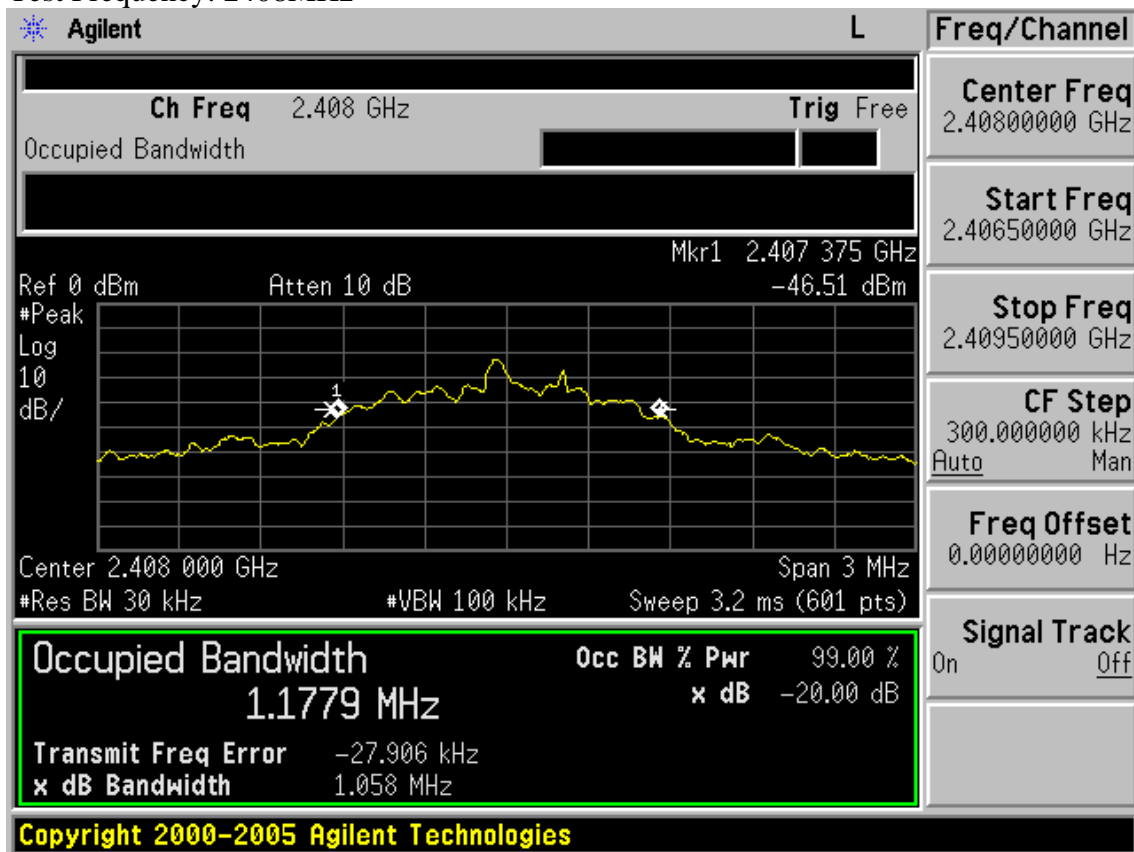 Test Frequency: 2408MHz
Agilent L Freq/Channel
Ch Freq 2.408 GHz Trig Free
Occupied Bandwidth
Center Freq
2.40800000 GHz
Start Freq
2.40650000 GHz
Stop Freq
2.40950000 GHz
CF Step
300.000000 kHz
Auto Man
Freq Offset
0.00000000 Hz
Signal Track
On Off
Mkr1 2.407 375 GHz
Ref 0 dBm Atten 10 dB -46.51 dBm
#Peak
Log
10
dB/
1
Center 2.408 000 GHz Span 3 MHz
#Res BW 30 kHz #VBW 100 kHz Sweep 3.2 ms (601 pts)
Occupied Bandwidth Occ BW % Pwr 99.00 %
1.1779 MHz x dB -20.00 dB
Transmit Freq Error -27.906 kHz
x dB Bandwidth 1.058 MHz
Copyright 2000-2005 Agilent Technologies